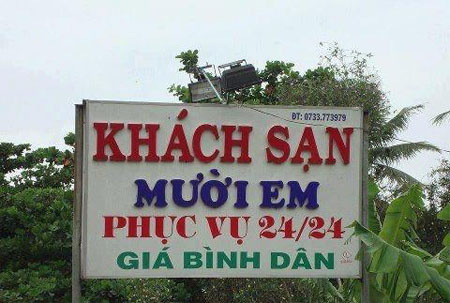 ĐT: 0733.773979
KHÁCH SẠN
MƯỜI EM
PHỤC VỤ 24/24
GIÁ BÌNH DÂN